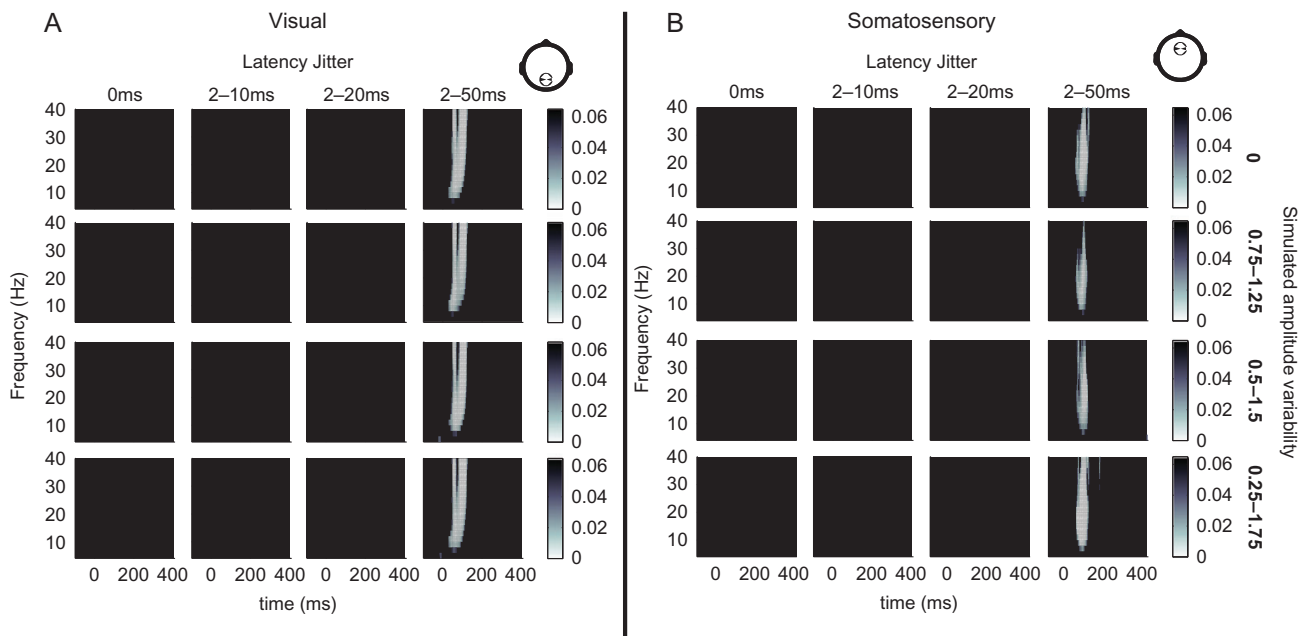 A
Visual
Latency Jitter
0ms
2–10ms
2–20ms
2–50ms
40
30
20
10
0.06
0.04
0.02
0
40
30
20
10
0.06
0.04
0.02
0
40
30
20
10
0.06
0.04
0.02
0
40
30
20
10
0.06
0.04
0.02
0
Frequency (Hz)
0 200 400
0 200 400
0 200 400
0 200 400
time (ms)
B
Somatosensory
Latency Jitter
0ms
2–10ms
2–20ms
2–50ms
40
30
20
10
0.06
0.04
0.02
0
0
40
30
20
10
0.06
0.04
0.02
0
0.75–1.25
40
30
20
10
0.06
0.04
0.02
0
0.5–1.5
40
30
20
10
0.06
0.04
0.02
0
0.25–1.75
Frequency (Hz)
Simulated amplitude variability
0 200 400
0 200 400
0 200 400
0 200 400
time (ms)